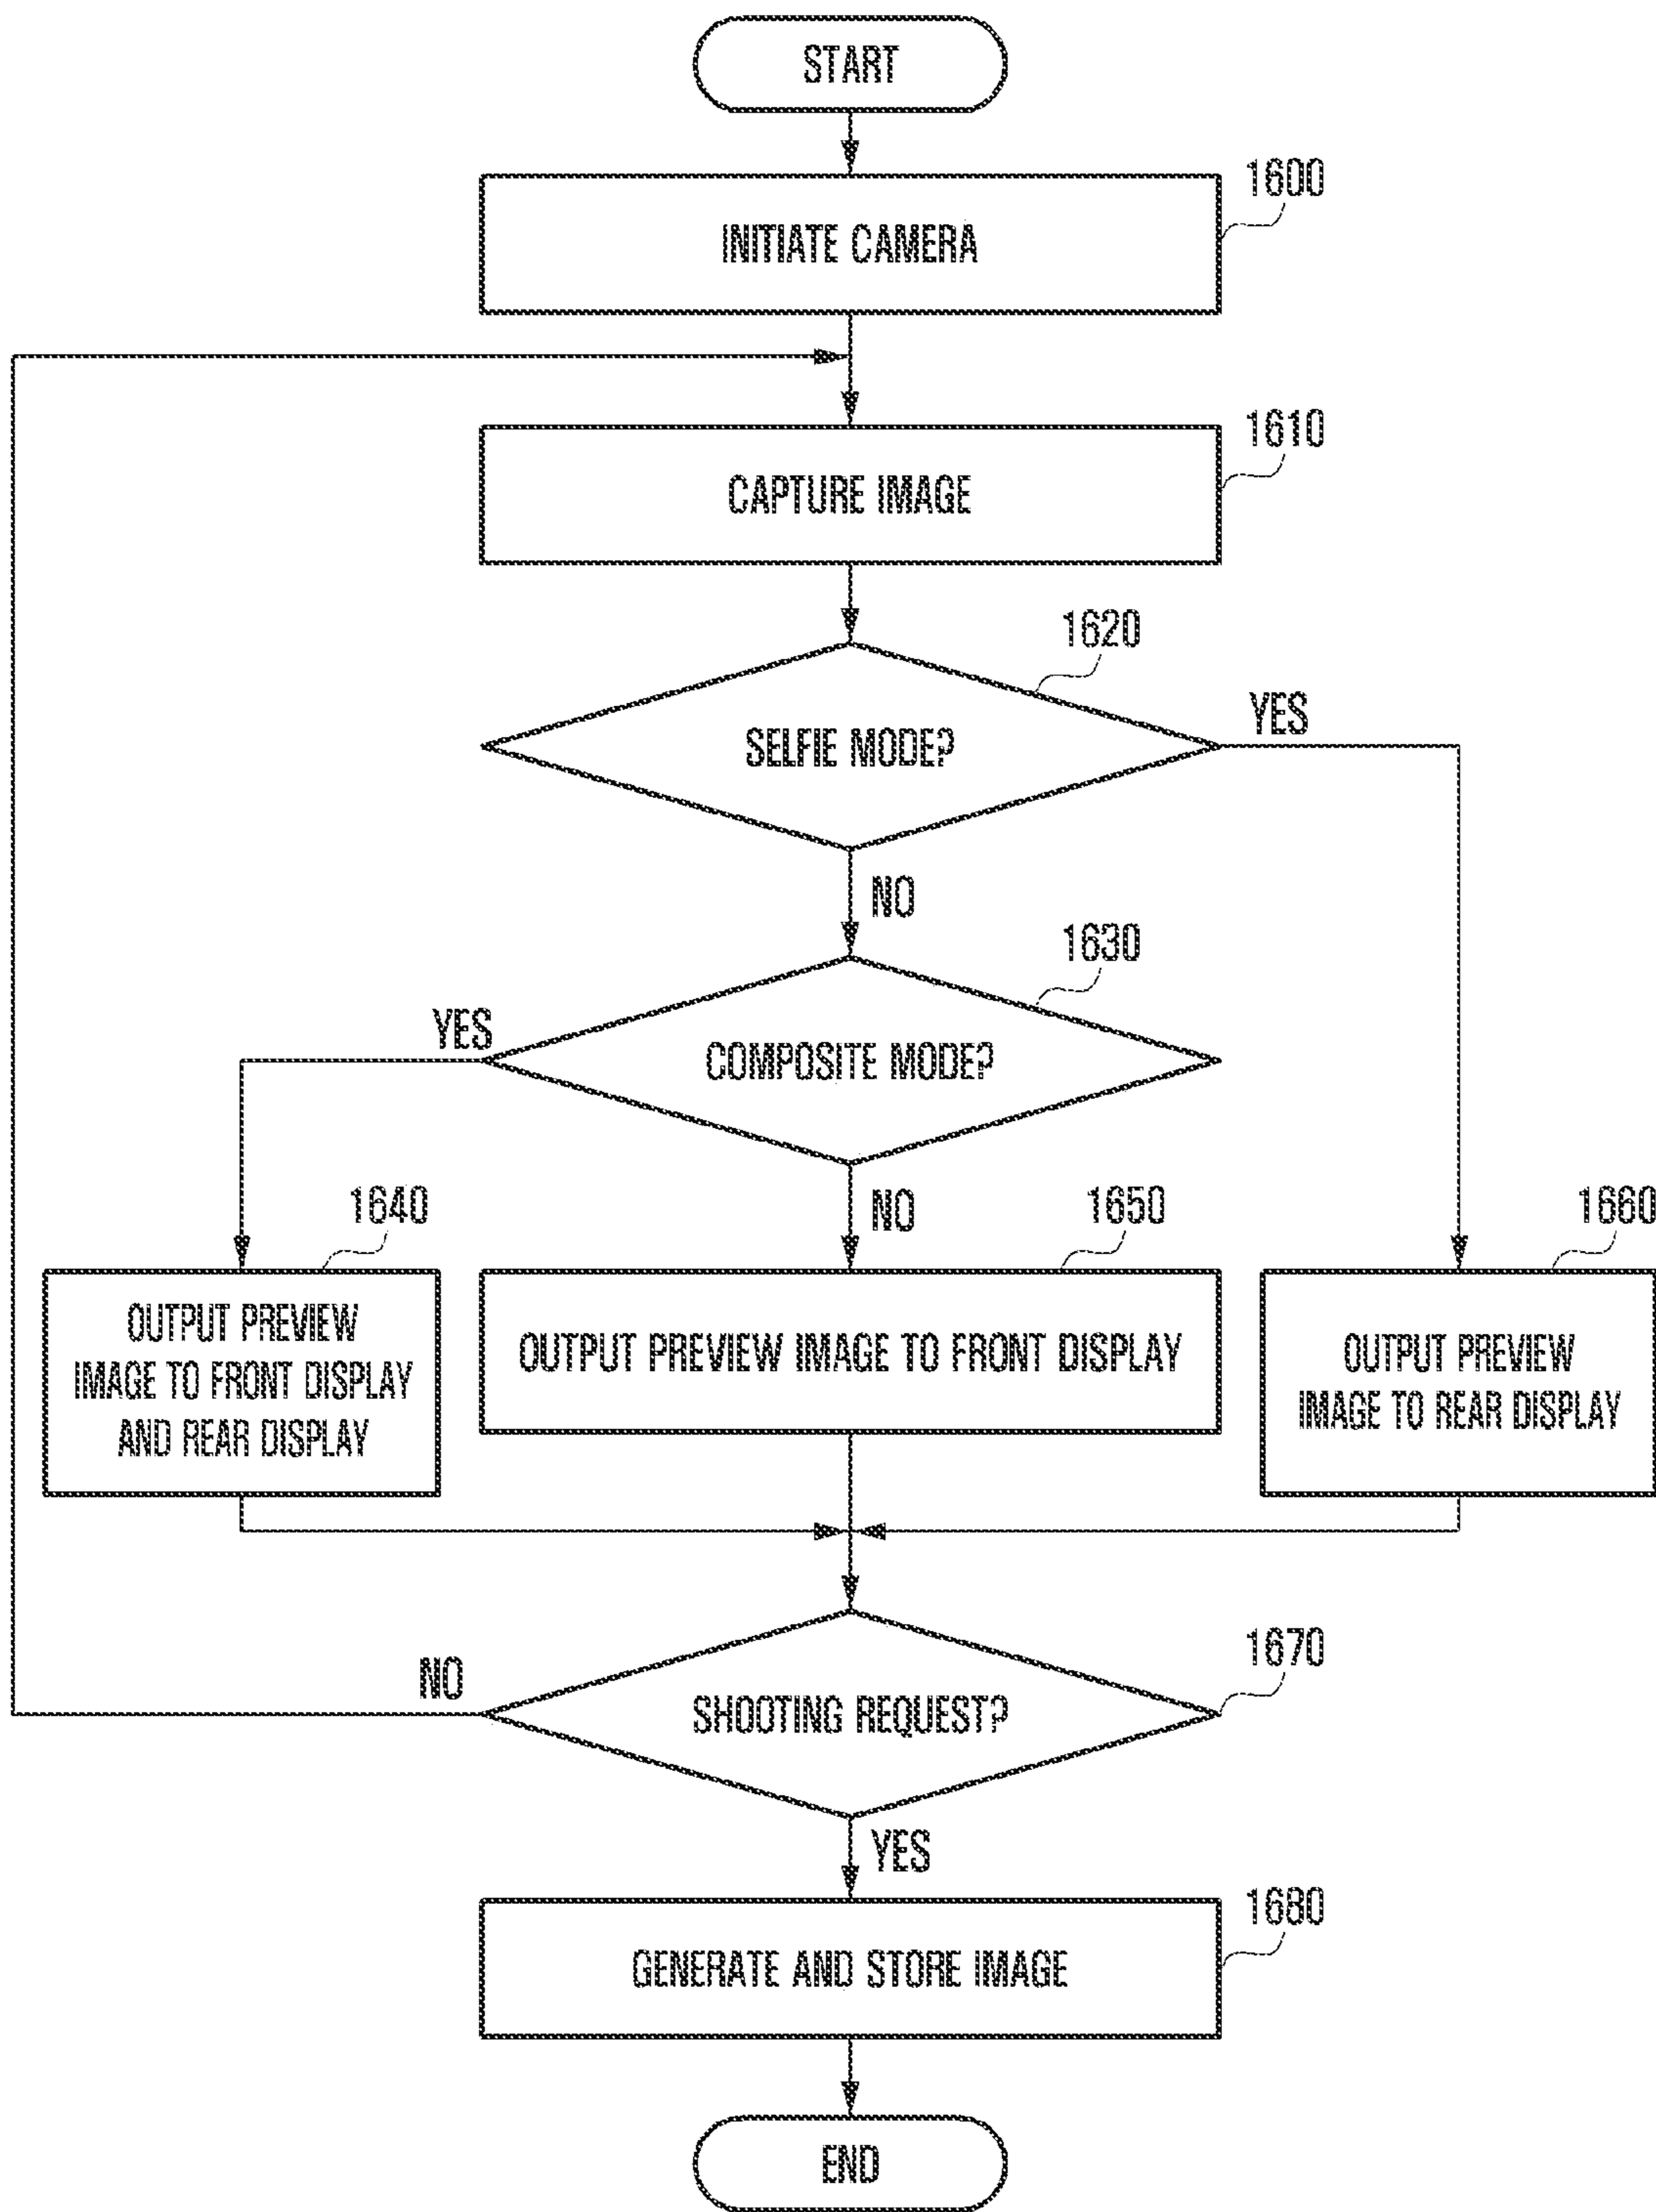 START
1600
INITIATE CAMERA
1610
CAPTURE IMAGE
1620
SELFIE MODE?
YES
NO
1630
YES
COMPOSITE MODE?
NO
1640
1650
1660
OUTPUT PREVIEW
IMAGE TO FRONT DISPLAY
AND REAR DISPLAY
OUTPUT PREVIEW IMAGE TO FRONT DISPLAY
OUTPUT PREVIEW
IMAGE TO REAR DISPLAY
1670
NO
SHOOTING REQUEST?
YES
1680
GENERATE AND STORE IMAGE
END